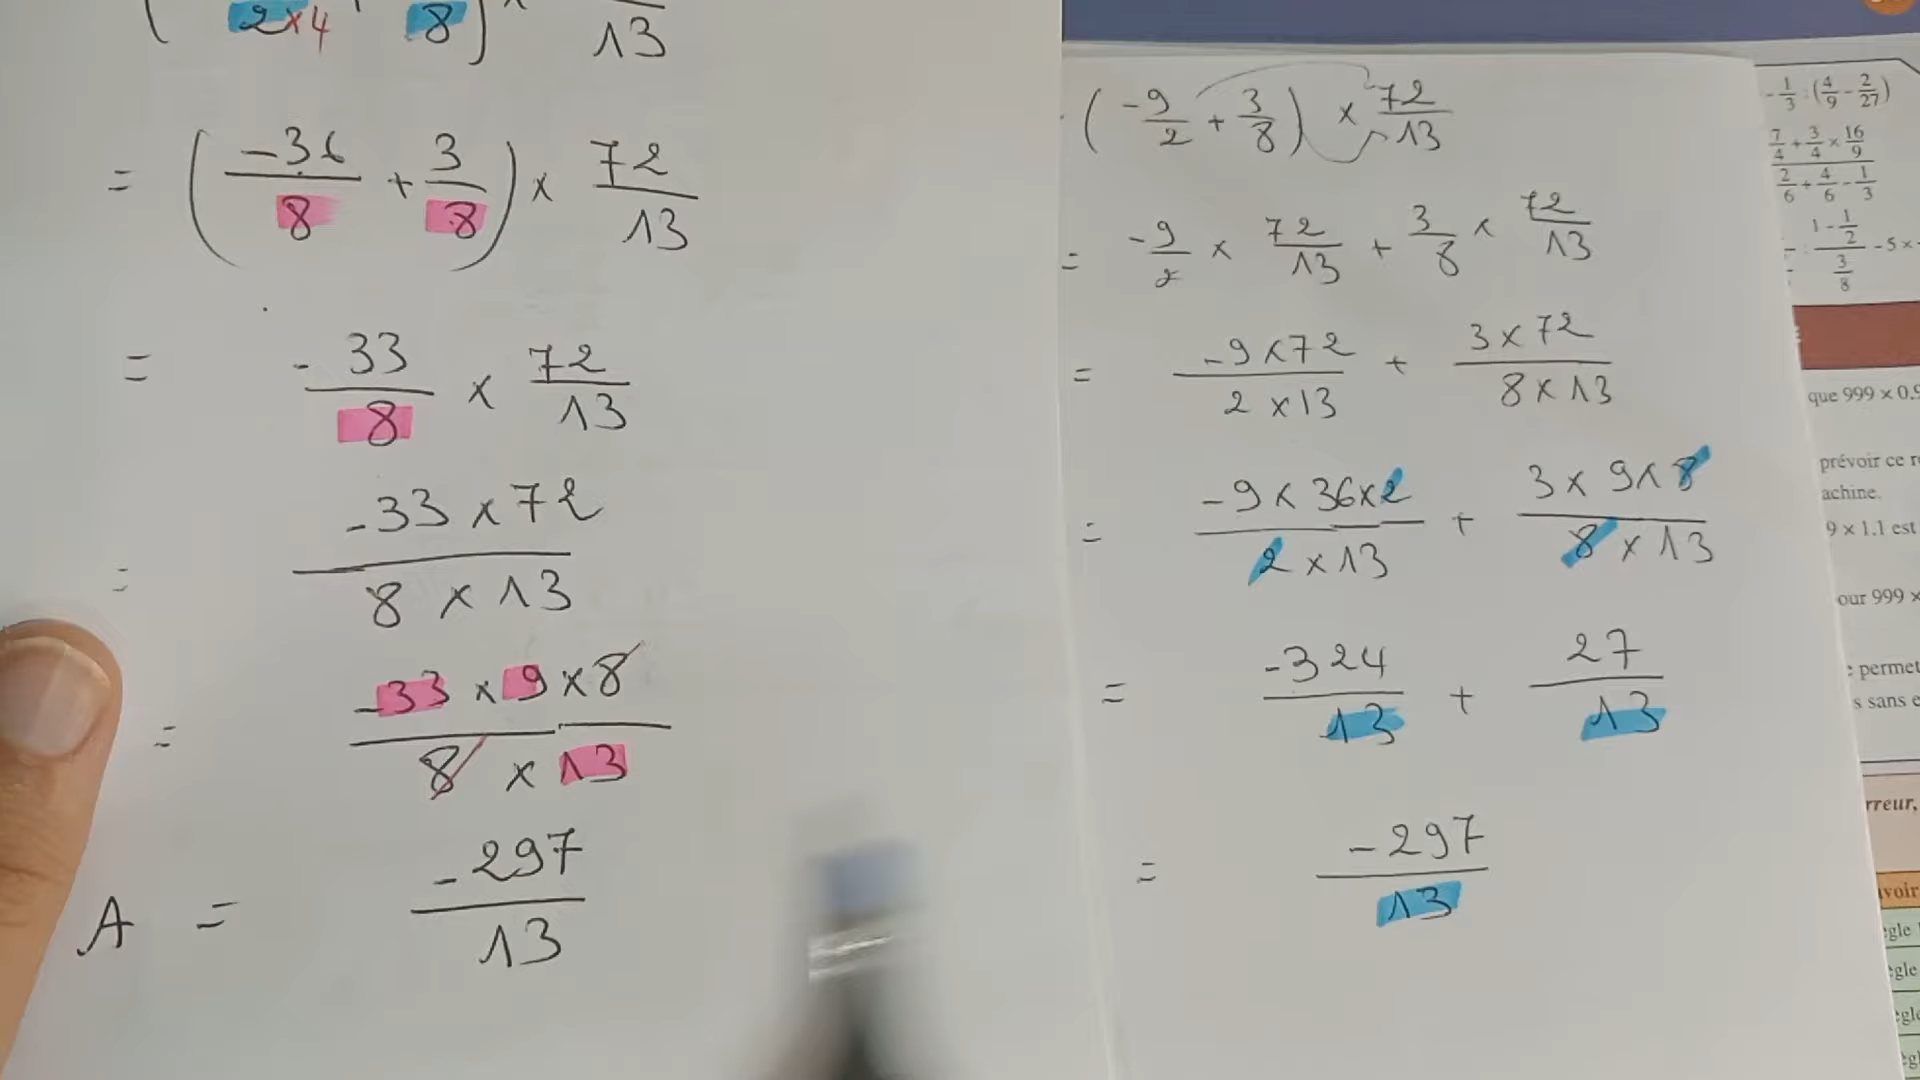 ( 2×4 8 ) × 13
= ( -36/8 + 3/8 ) × 72/13
= -33/8 × 72/13
= -33 × 72 / 8 × 13
= -33 × 9 × 8 / 8 × 13
A = -297/13
( -9/2 + 3/8 ) × 72/13
= -9/2 × 72/13 + 3/8 × 72/13
= -9×72 / 2×13 + 3×72 / 8×13
= -9×36×2 / 2×13 + 3×9×8 / 8×13
= -324/13 + 27/13
= -297/13
-1/3 : (4/9 - 2/27)
7/4 + 3/4 × 16/9
2/6 + 4/6 - 1/3
1 - 1/2
: 3/8 - 5 ×
que 999 × 0.9
prévoir ce r
achine.
9 × 1.1 est
our 999 ×
permet
s sans e
rreur,
voir
gle
gle
gle